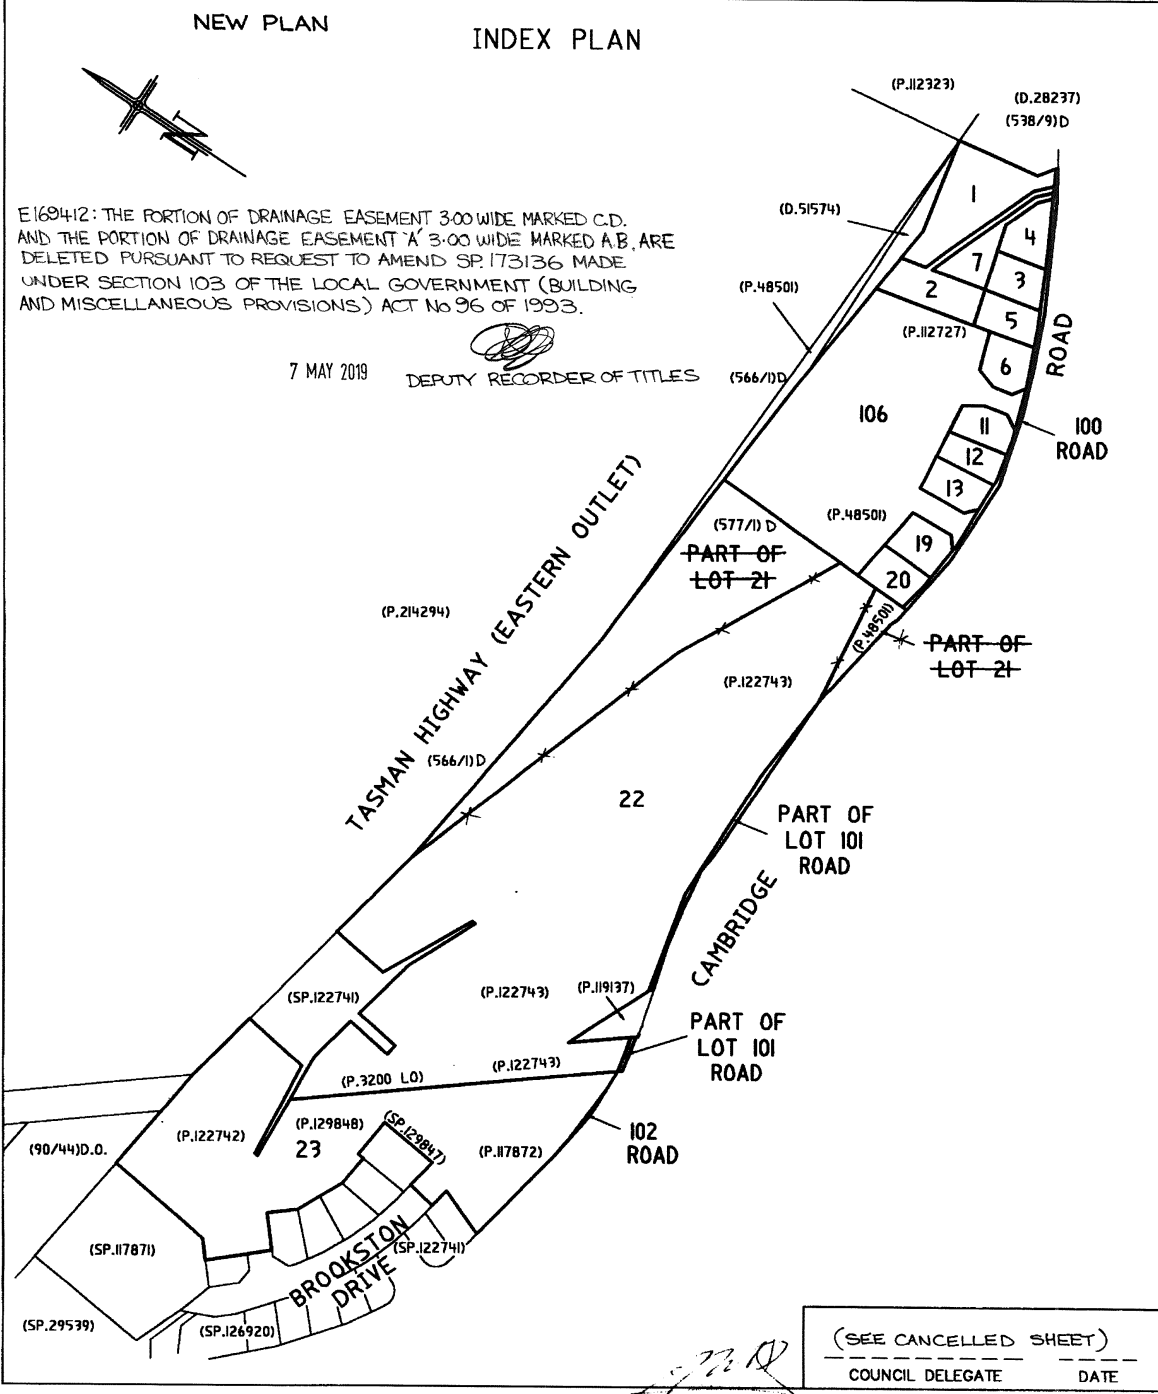 NEW PLAN
INDEX PLAN
N
(P.112323)
(D.28237)
(538/9)D
E169412: THE PORTION OF DRAINAGE EASEMENT 3·00 WIDE MARKED C.D.
AND THE PORTION OF DRAINAGE EASEMENT 'A' 3·00 WIDE MARKED A.B. ARE
DELETED PURSUANT TO REQUEST TO AMEND SP. 173136 MADE
UNDER SECTION 103 OF THE LOCAL GOVERNMENT (BUILDING
AND MISCELLANEOUS PROVISIONS) ACT No 96 OF 1993.
7 MAY 2019
DEPUTY RECORDER OF TITLES
1
(D.51574)
4
7
3
2
(P.48501)
5
(P.112727)
6
ROAD
(566/1)D
106
11
100
ROAD
12
13
(P.48501)
(577/1) D
19
PART OF
LOT 21
20
(P.48501)
PART OF
LOT 21
(P.214294)
TASMAN HIGHWAY (EASTERN OUTLET)
(P.122743)
(566/1)D
22
PART OF
LOT 101
ROAD
CAMBRIDGE
(SP.122741)
(P.122743)
(P.119137)
PART OF
LOT 101
ROAD
(P.122743)
(P.3200 LO)
(P.122742)
(P.129848)
23
(SP.129847)
(P.117872)
102
ROAD
(90/44)D.O.
(SP.117871)
BROOKSTON
DRIVE
(SP.122741)
(SP.29539)
(SP.126920)
(SEE CANCELLED SHEET)
COUNCIL DELEGATE
DATE